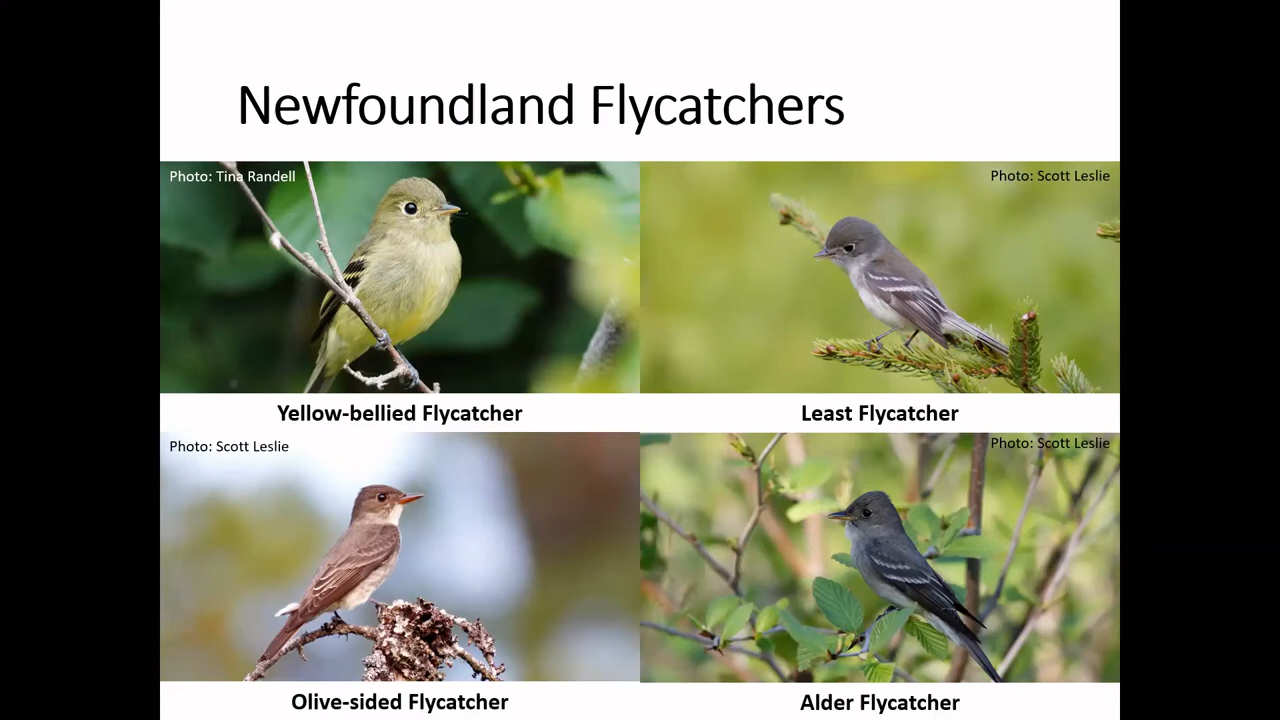 Newfoundland Flycatchers
Photo: Tina Randell
Photo: Scott Leslie
Yellow-bellied Flycatcher
Least Flycatcher
Photo: Scott Leslie
Photo: Scott Leslie
Olive-sided Flycatcher
Alder Flycatcher